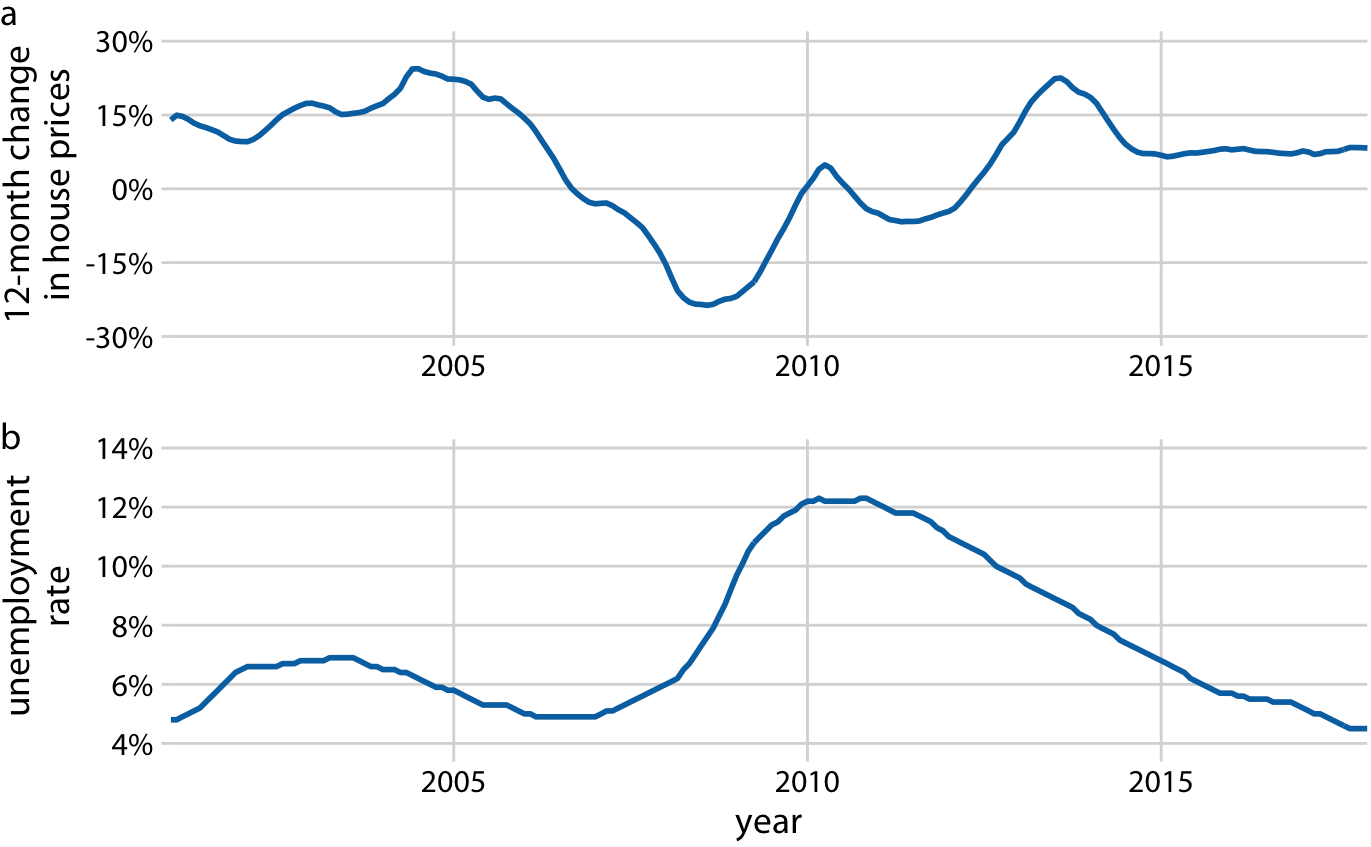 a
12-month change
in house prices
30%
15%
0%
-15%
-30%
2005 2010 2015
b
unemployment
rate
14%
12%
10%
8%
6%
4%
2005 2010 2015
year